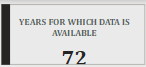 YEARS FOR WHICH DATA IS
AVAILABLE
72